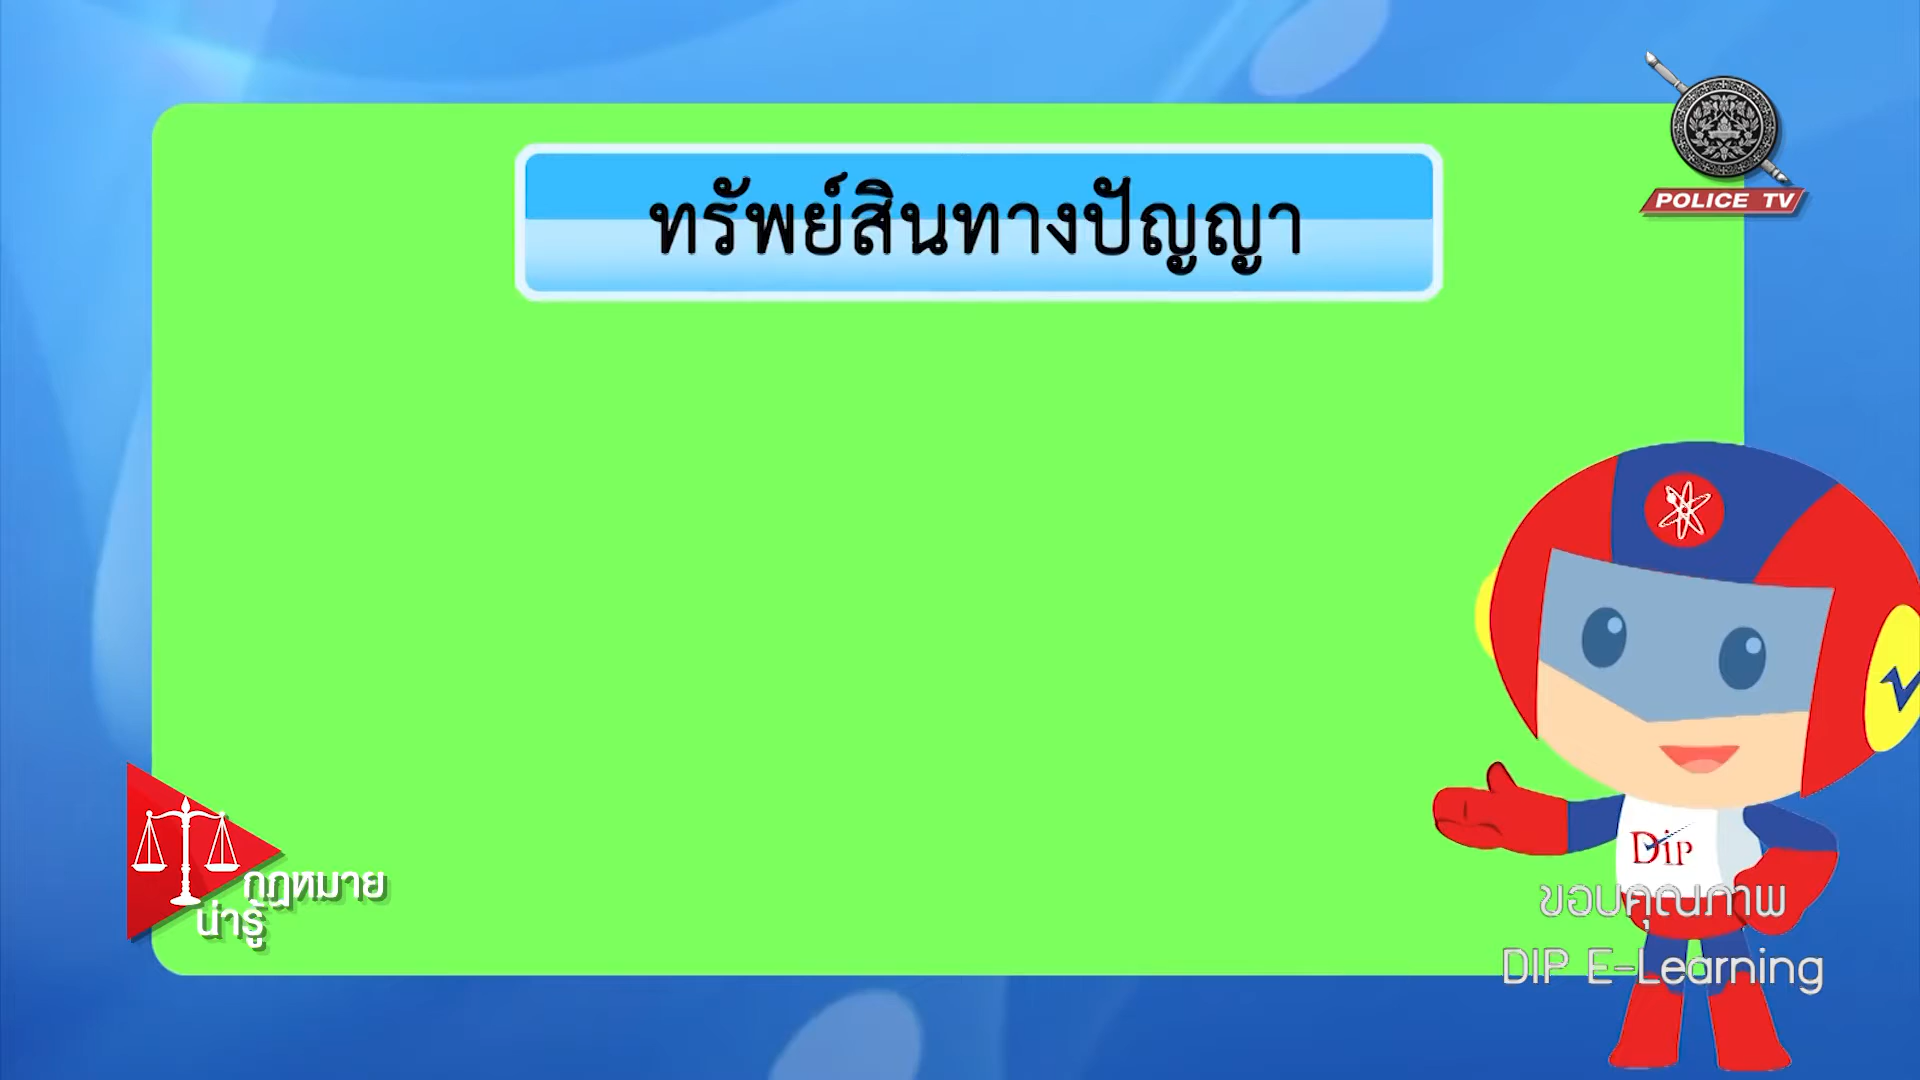 ทรัพย์สินทางปัญญา
POLICE TV
DIP
กฎหมาย
น่ารู้
ขอบคุณภาพ
DIP E-Learning